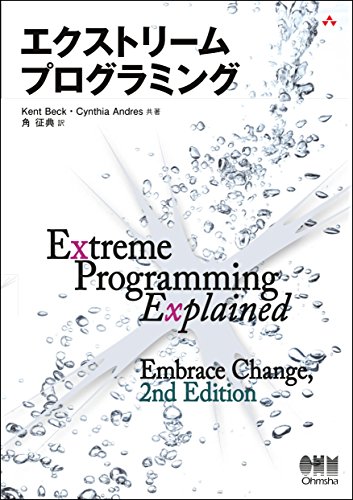 エクストリーム
プログラミング
Kent Beck・Cynthia Andres 共著
角 征典 訳
Extreme
Programming
Explained
Embrace Change,
2nd Edition
OHM
Ohmsha